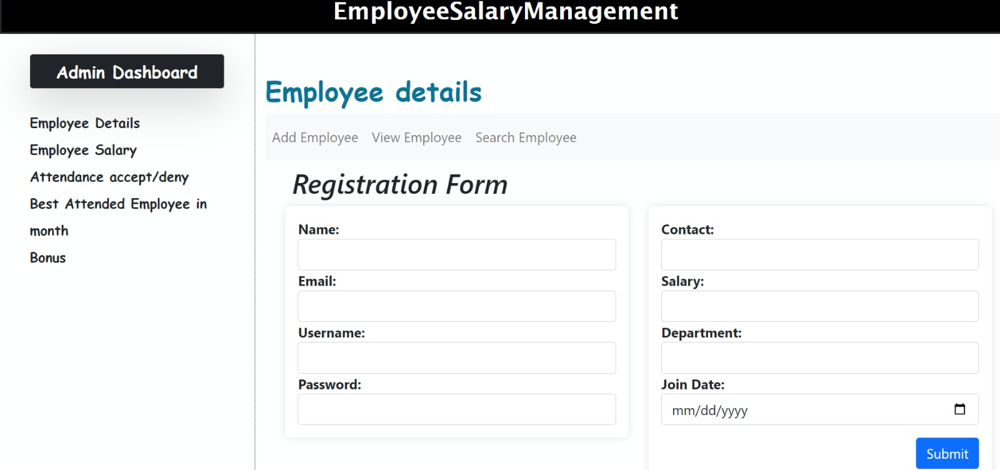 EmployeeSalaryManagement
Admin Dashboard
Employee Details
Employee Salary
Attendance accept/deny
Best Attended Employee in
month
Bonus
Employee details
Add Employee View Employee Search Employee
Registration Form
Name:
Email:
Username:
Password:
Contact:
Salary:
Department:
Join Date:
mm/dd/yyyy
Submit